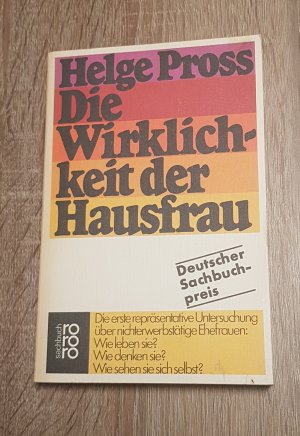 Helge Pross
Die
Wirklich-
keit der
Hausfrau
Deutscher
Sachbuch-
preis
sachbuch
rororo
Die erste repräsentative Untersuchung
über nichterwerbstätige Ehefrauen:
Wie leben sie?
Wie denken sie?
Wie sehen sie sich selbst?